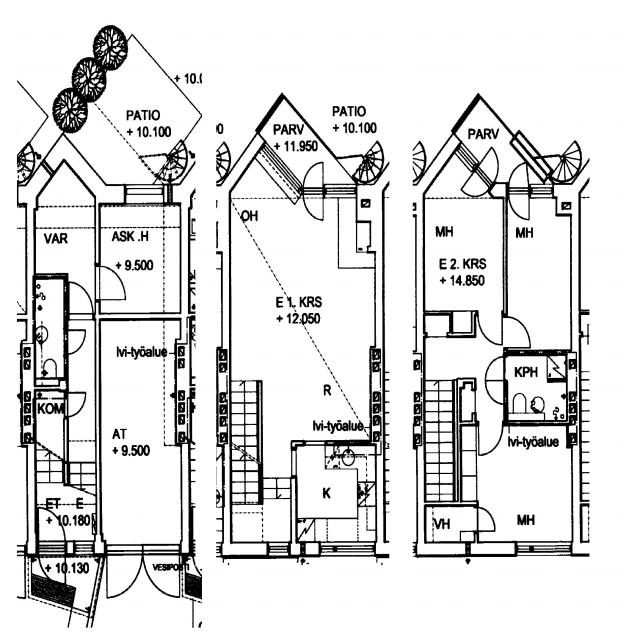 + 10.0
PATIO
+ 10.100
VAR
ASK .H
+ 9.500
lvi-työalue
KOM
AT
+ 9.500
ET E
+ 10.180
+ 10.130
VESIPOSTI
00
PARV
+ 11.950
PATIO
+ 10.100
OH
E 1. KRS
+ 12.050
R
lvi-työalue
K
PARV
MH
MH
E 2. KRS
+ 14.850
KPH
lvi-työalue
VH
MH